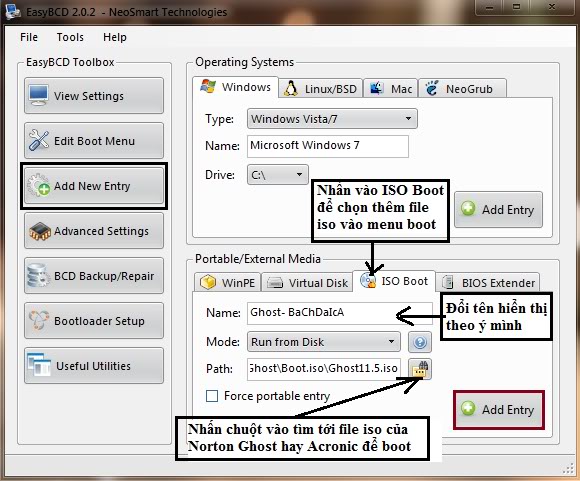 EasyBCD 2.0.2 - NeoSmart Technologies
File Tools Help
EasyBCD Toolbox
View Settings
Edit Boot Menu
Add New Entry
Advanced Settings
BCD Backup/Repair
Bootloader Setup
Useful Utilities
Operating Systems
Windows Linux/BSD Mac NeoGrub
Type: Windows Vista/7
Name: Microsoft Windows 7
Drive: C:\
Nhấn vào ISO Boot
để chọn thêm file
iso vào menu boot
Add Entry
Portable/External Media
WinPE Virtual Disk ISO Boot BIOS Extender
Name: Ghost- BaChDaIcA
Đổi tên hiển thị
theo ý mình
Mode: Run from Disk
Path: Ghost\Boot.iso\Ghost11.5.iso
Force portable entry
Add Entry
Nhấn chuột vào tìm tới file iso của
Norton Ghost hay Acronic để boot